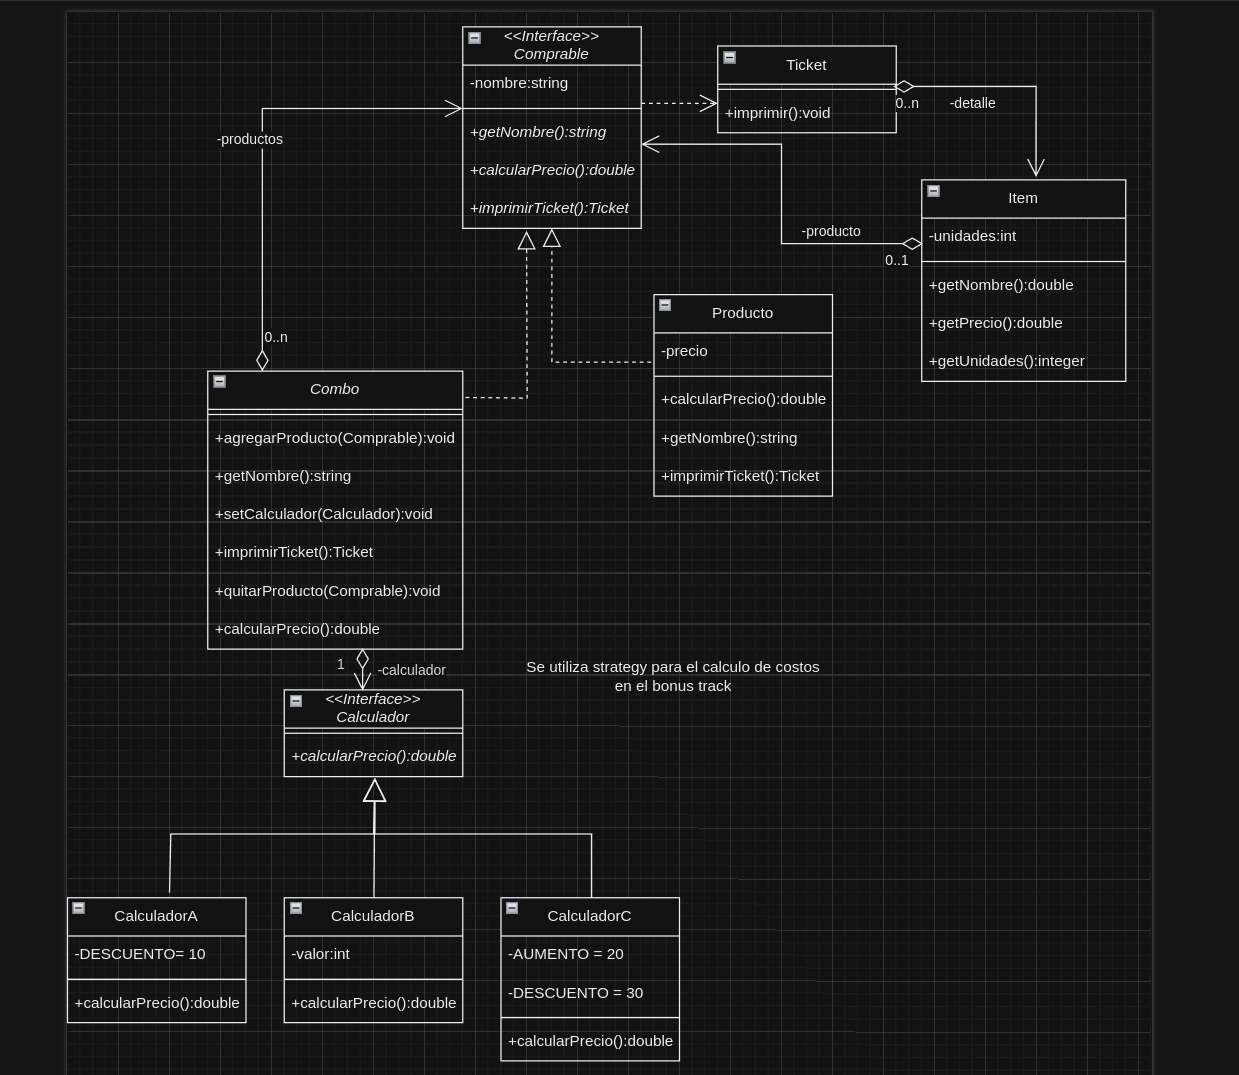 <<Interface>>
Comprable
-nombre:string
+getNombre():string
+calcularPrecio():double
+imprimirTicket():Ticket
Ticket
+imprimir():void
0..n
-detalle
Item
-unidades:int
+getNombre():double
+getPrecio():double
+getUnidades():integer
-producto
0..1
-productos
0..n
Producto
-precio
+calcularPrecio():double
+getNombre():string
+imprimirTicket():Ticket
Combo
+agregarProducto(Comprable):void
+getNombre():string
+setCalculador(Calculador):void
+imprimirTicket():Ticket
+quitarProducto(Comprable):void
+calcularPrecio():double
1
-calculador
Se utiliza strategy para el calculo de costos
en el bonus track
<<Interface>>
Calculador
+calcularPrecio():double
CalculadorA
-DESCUENTO= 10
+calcularPrecio():double
CalculadorB
-valor:int
+calcularPrecio():double
CalculadorC
-AUMENTO = 20
-DESCUENTO = 30
+calcularPrecio():double